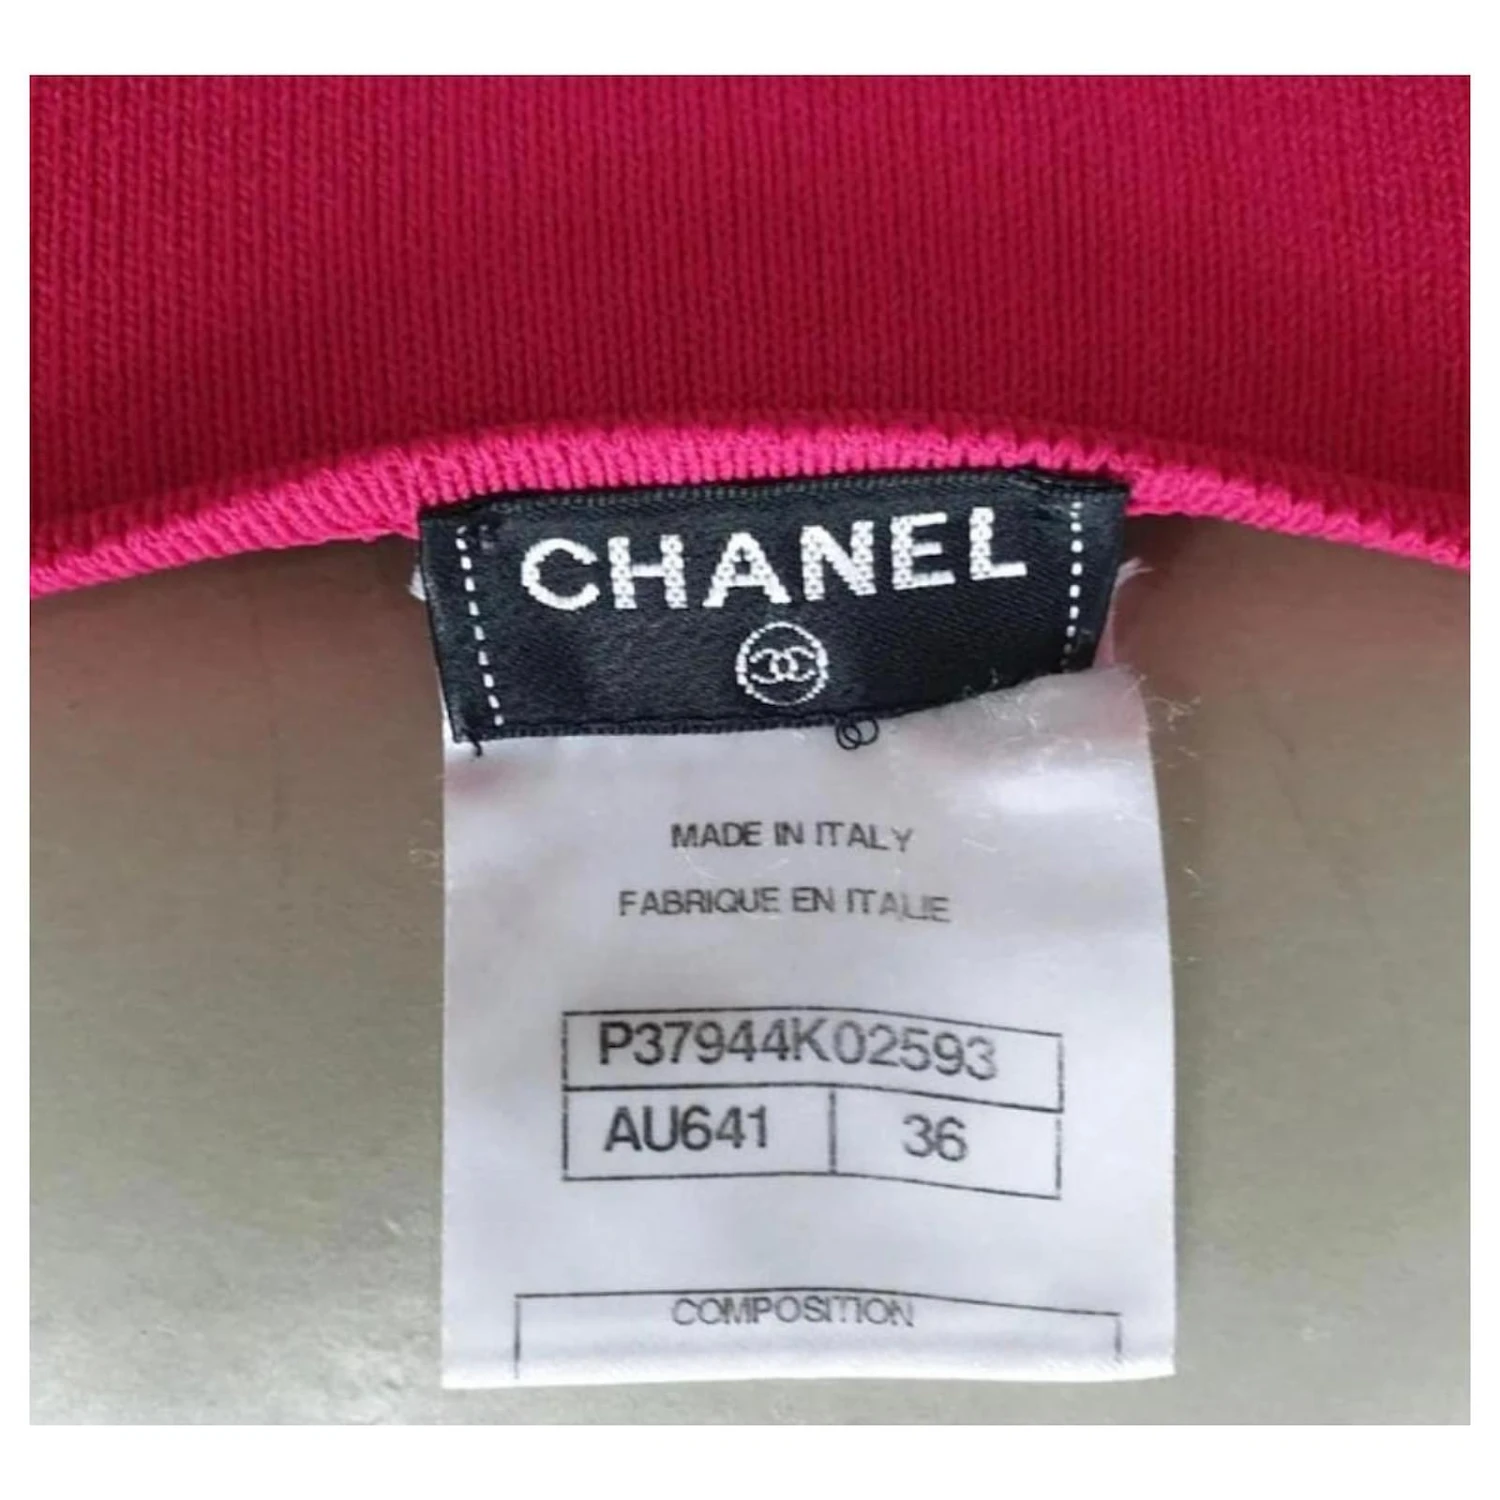 CHANEL
MADE IN ITALY
FABRIQUE EN ITALIE
P37944K02593
AU641 36
COMPOSITION